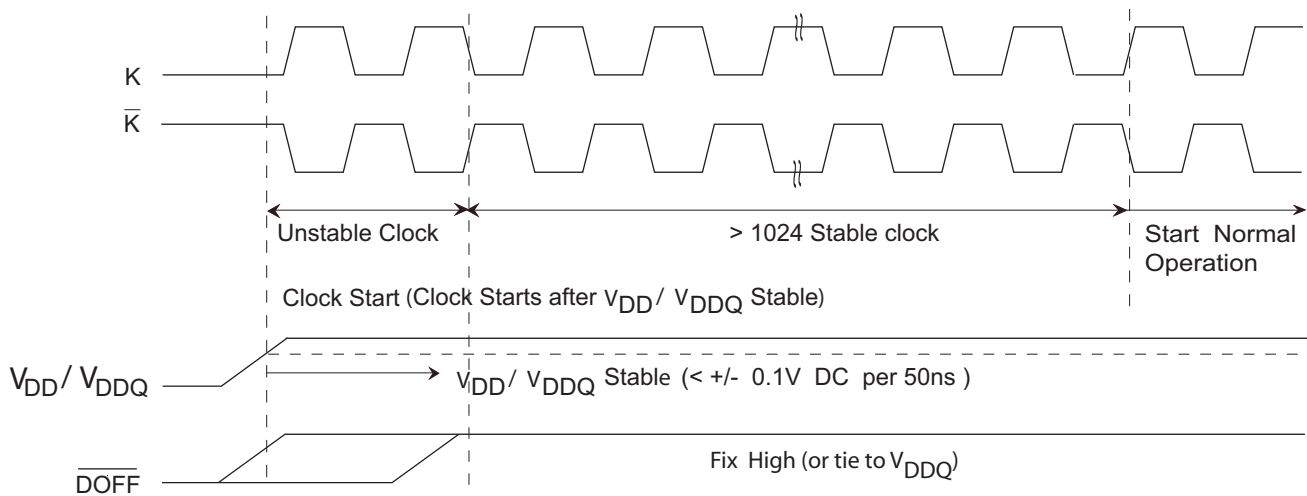 K
K̅
Unstable Clock
> 1024 Stable clock
Start Normal
Operation
Clock Start (Clock Starts after VDD / VDDQ Stable)
VDD / VDDQ
VDD / VDDQ Stable (< +/- 0.1V DC per 50ns )
D̅O̅F̅F̅
Fix High (or tie to VDDQ)